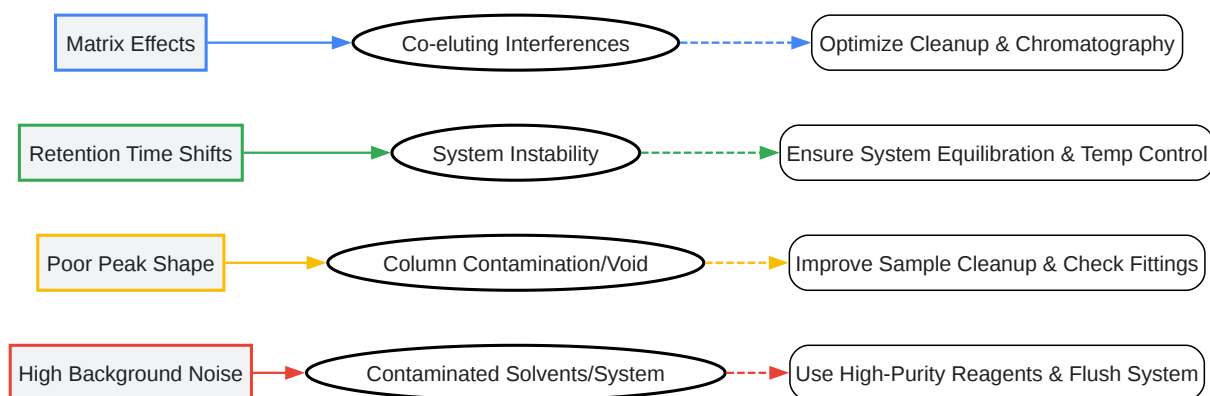 Matrix Effects
Co-eluting Interferences
Optimize Cleanup & Chromatography
Retention Time Shifts
System Instability
Ensure System Equilibration & Temp Control
Poor Peak Shape
Column Contamination/Void
Improve Sample Cleanup & Check Fittings
High Background Noise
Contaminated Solvents/System
Use High-Purity Reagents & Flush System